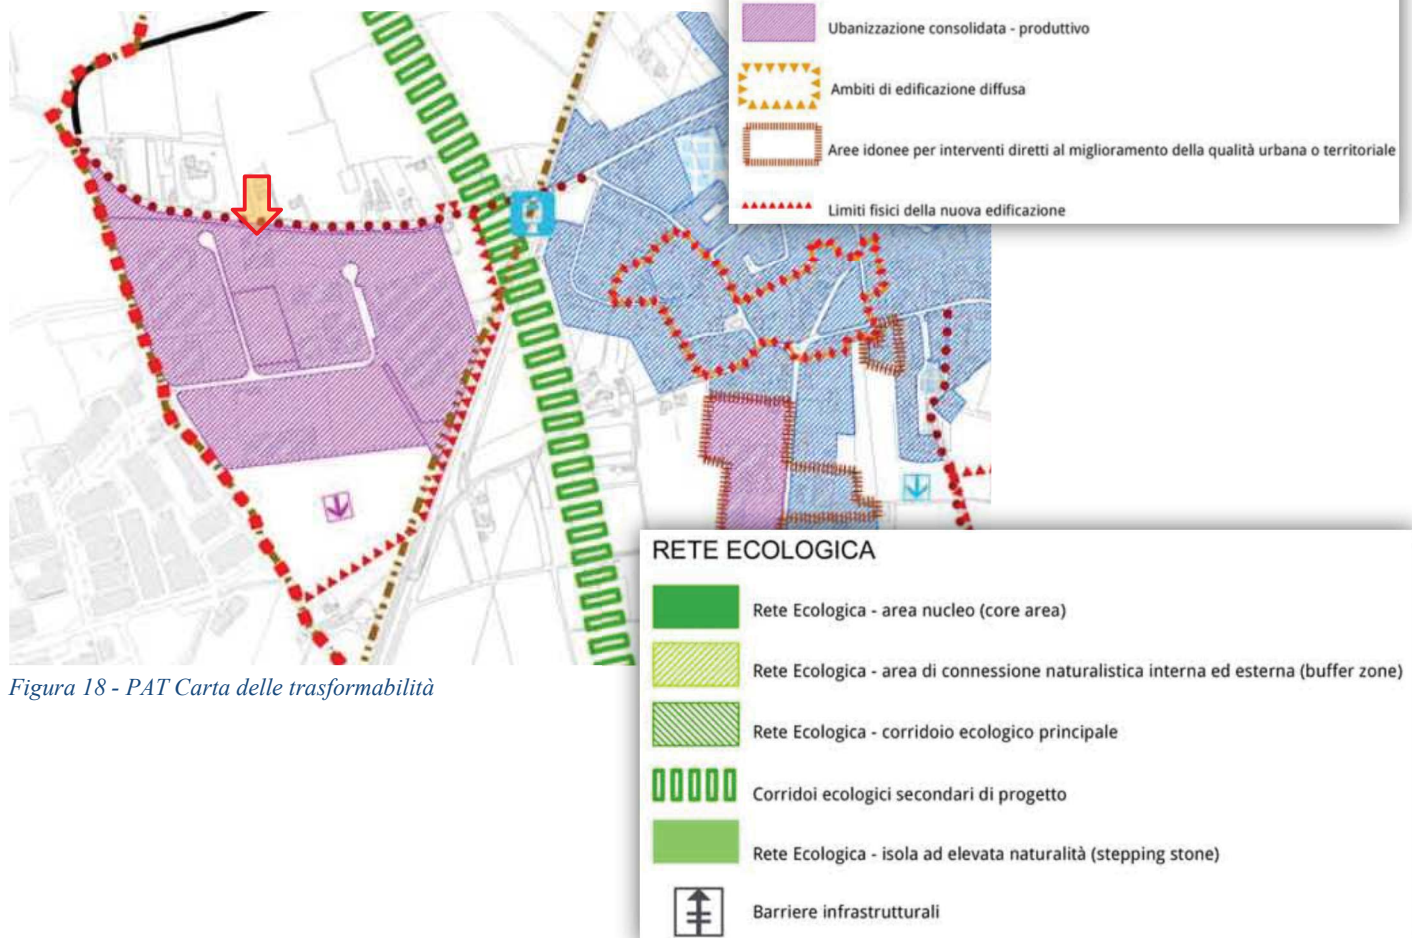 Ubanizzazione consolidata - produttivo
Ambiti di edificazione diffusa
Aree idonee per interventi diretti al miglioramento della qualità urbana o territoriale
Limiti fisici della nuova edificazione
Figura 18 - PAT Carta delle trasformabilità
RETE ECOLOGICA
Rete Ecologica - area nucleo (core area)
Rete Ecologica - area di connessione naturalistica interna ed esterna (buffer zone)
Rete Ecologica - corridoio ecologico principale
Corridoi ecologici secondari di progetto
Rete Ecologica - isola ad elevata naturalità (stepping stone)
Barriere infrastrutturali